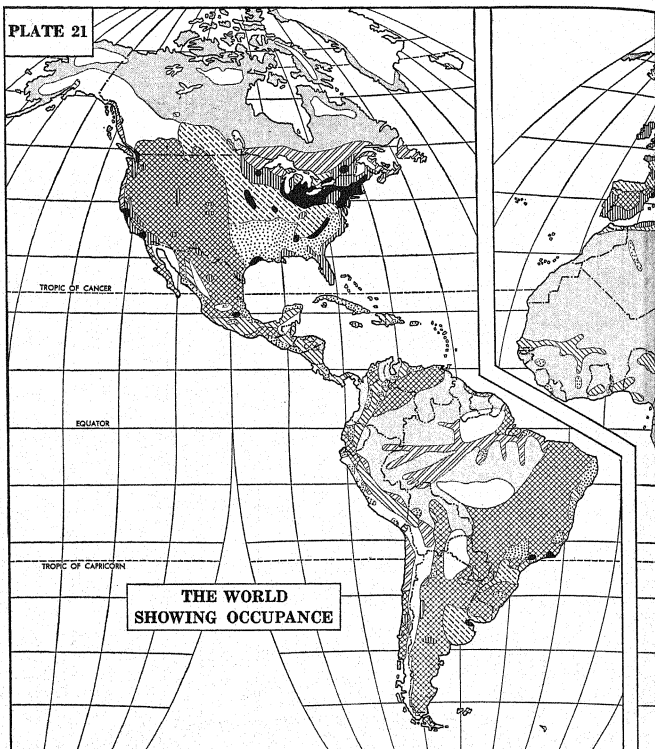 PLATE 21
TROPIC OF CANCER
EQUATOR
TROPIC OF CAPRICORN
THE WORLD
SHOWING OCCUPANCE